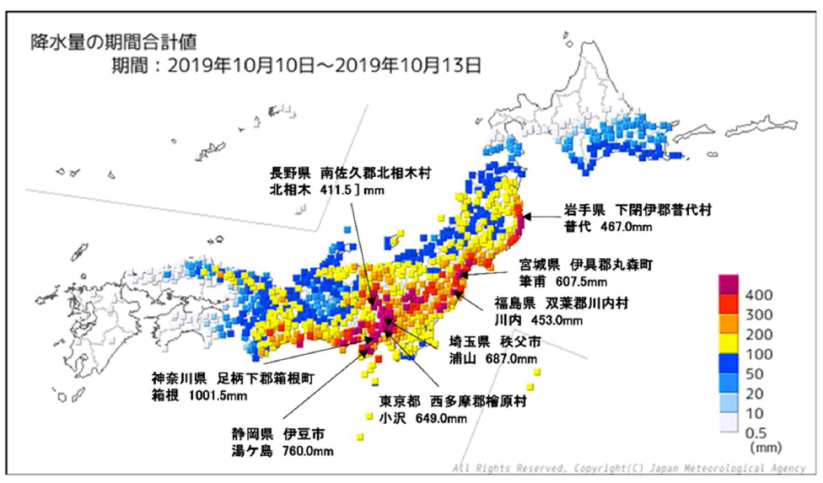 降水量の期間合計値
期間：2019年10月10日～2019年10月13日
長野県 南佐久郡北相木村
北相木 411.5 ] mm
岩手県 下閉伊郡普代村
普代 467.0mm
宮城県 伊具郡丸森町
筆甫 607.5mm
福島県 双葉郡川内村
川内 453.0mm
埼玉県 秩父市
浦山 687.0mm
神奈川県 足柄下郡箱根町
箱根 1001.5mm
東京都 西多摩郡檜原村
小沢 649.0mm
静岡県 伊豆市
湯ケ島 760.0mm
400
300
200
100
50
20
10
0.5
(mm)
All Rights Reserved, Copyright(C) Japan Meteorological Agency